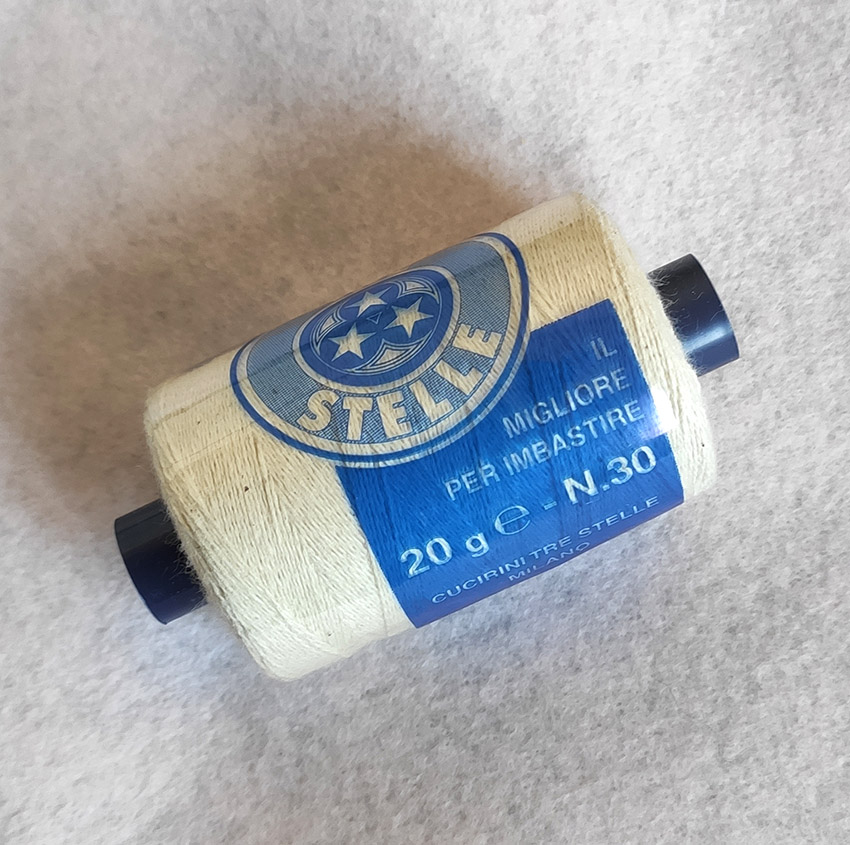 STELLE
IL
MIGLIORE
PER IMBASTIRE
20 g ℮ - N.30
CUCIRINI TRE STELLE
MILANO